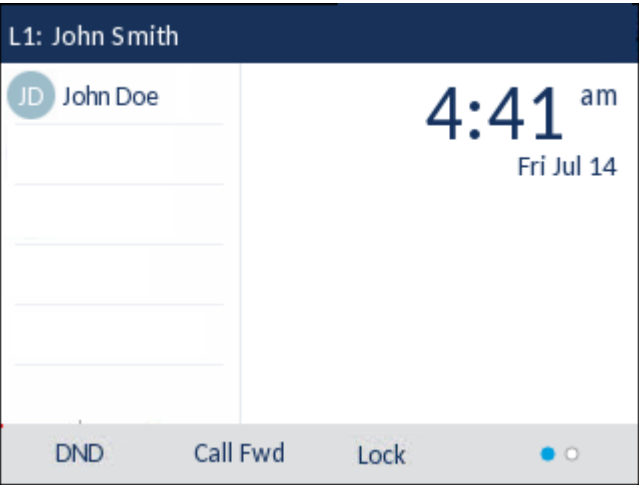 L1: John Smith
JD John Doe
4:41 am
Fri Jul 14
DND Call Fwd Lock